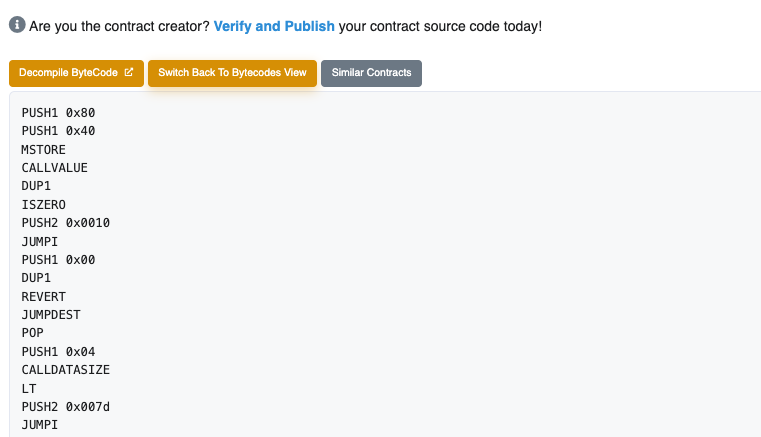 Are you the contract creator? Verify and Publish your contract source code today!
Decompile ByteCode
Switch Back To Bytecodes View
Similar Contracts
PUSH1 0x80
PUSH1 0x40
MSTORE
CALLVALUE
DUP1
ISZERO
PUSH2 0x0010
JUMPI
PUSH1 0x00
DUP1
REVERT
JUMPDEST
POP
PUSH1 0x04
CALLDATASIZE
LT
PUSH2 0x007d
JUMPI